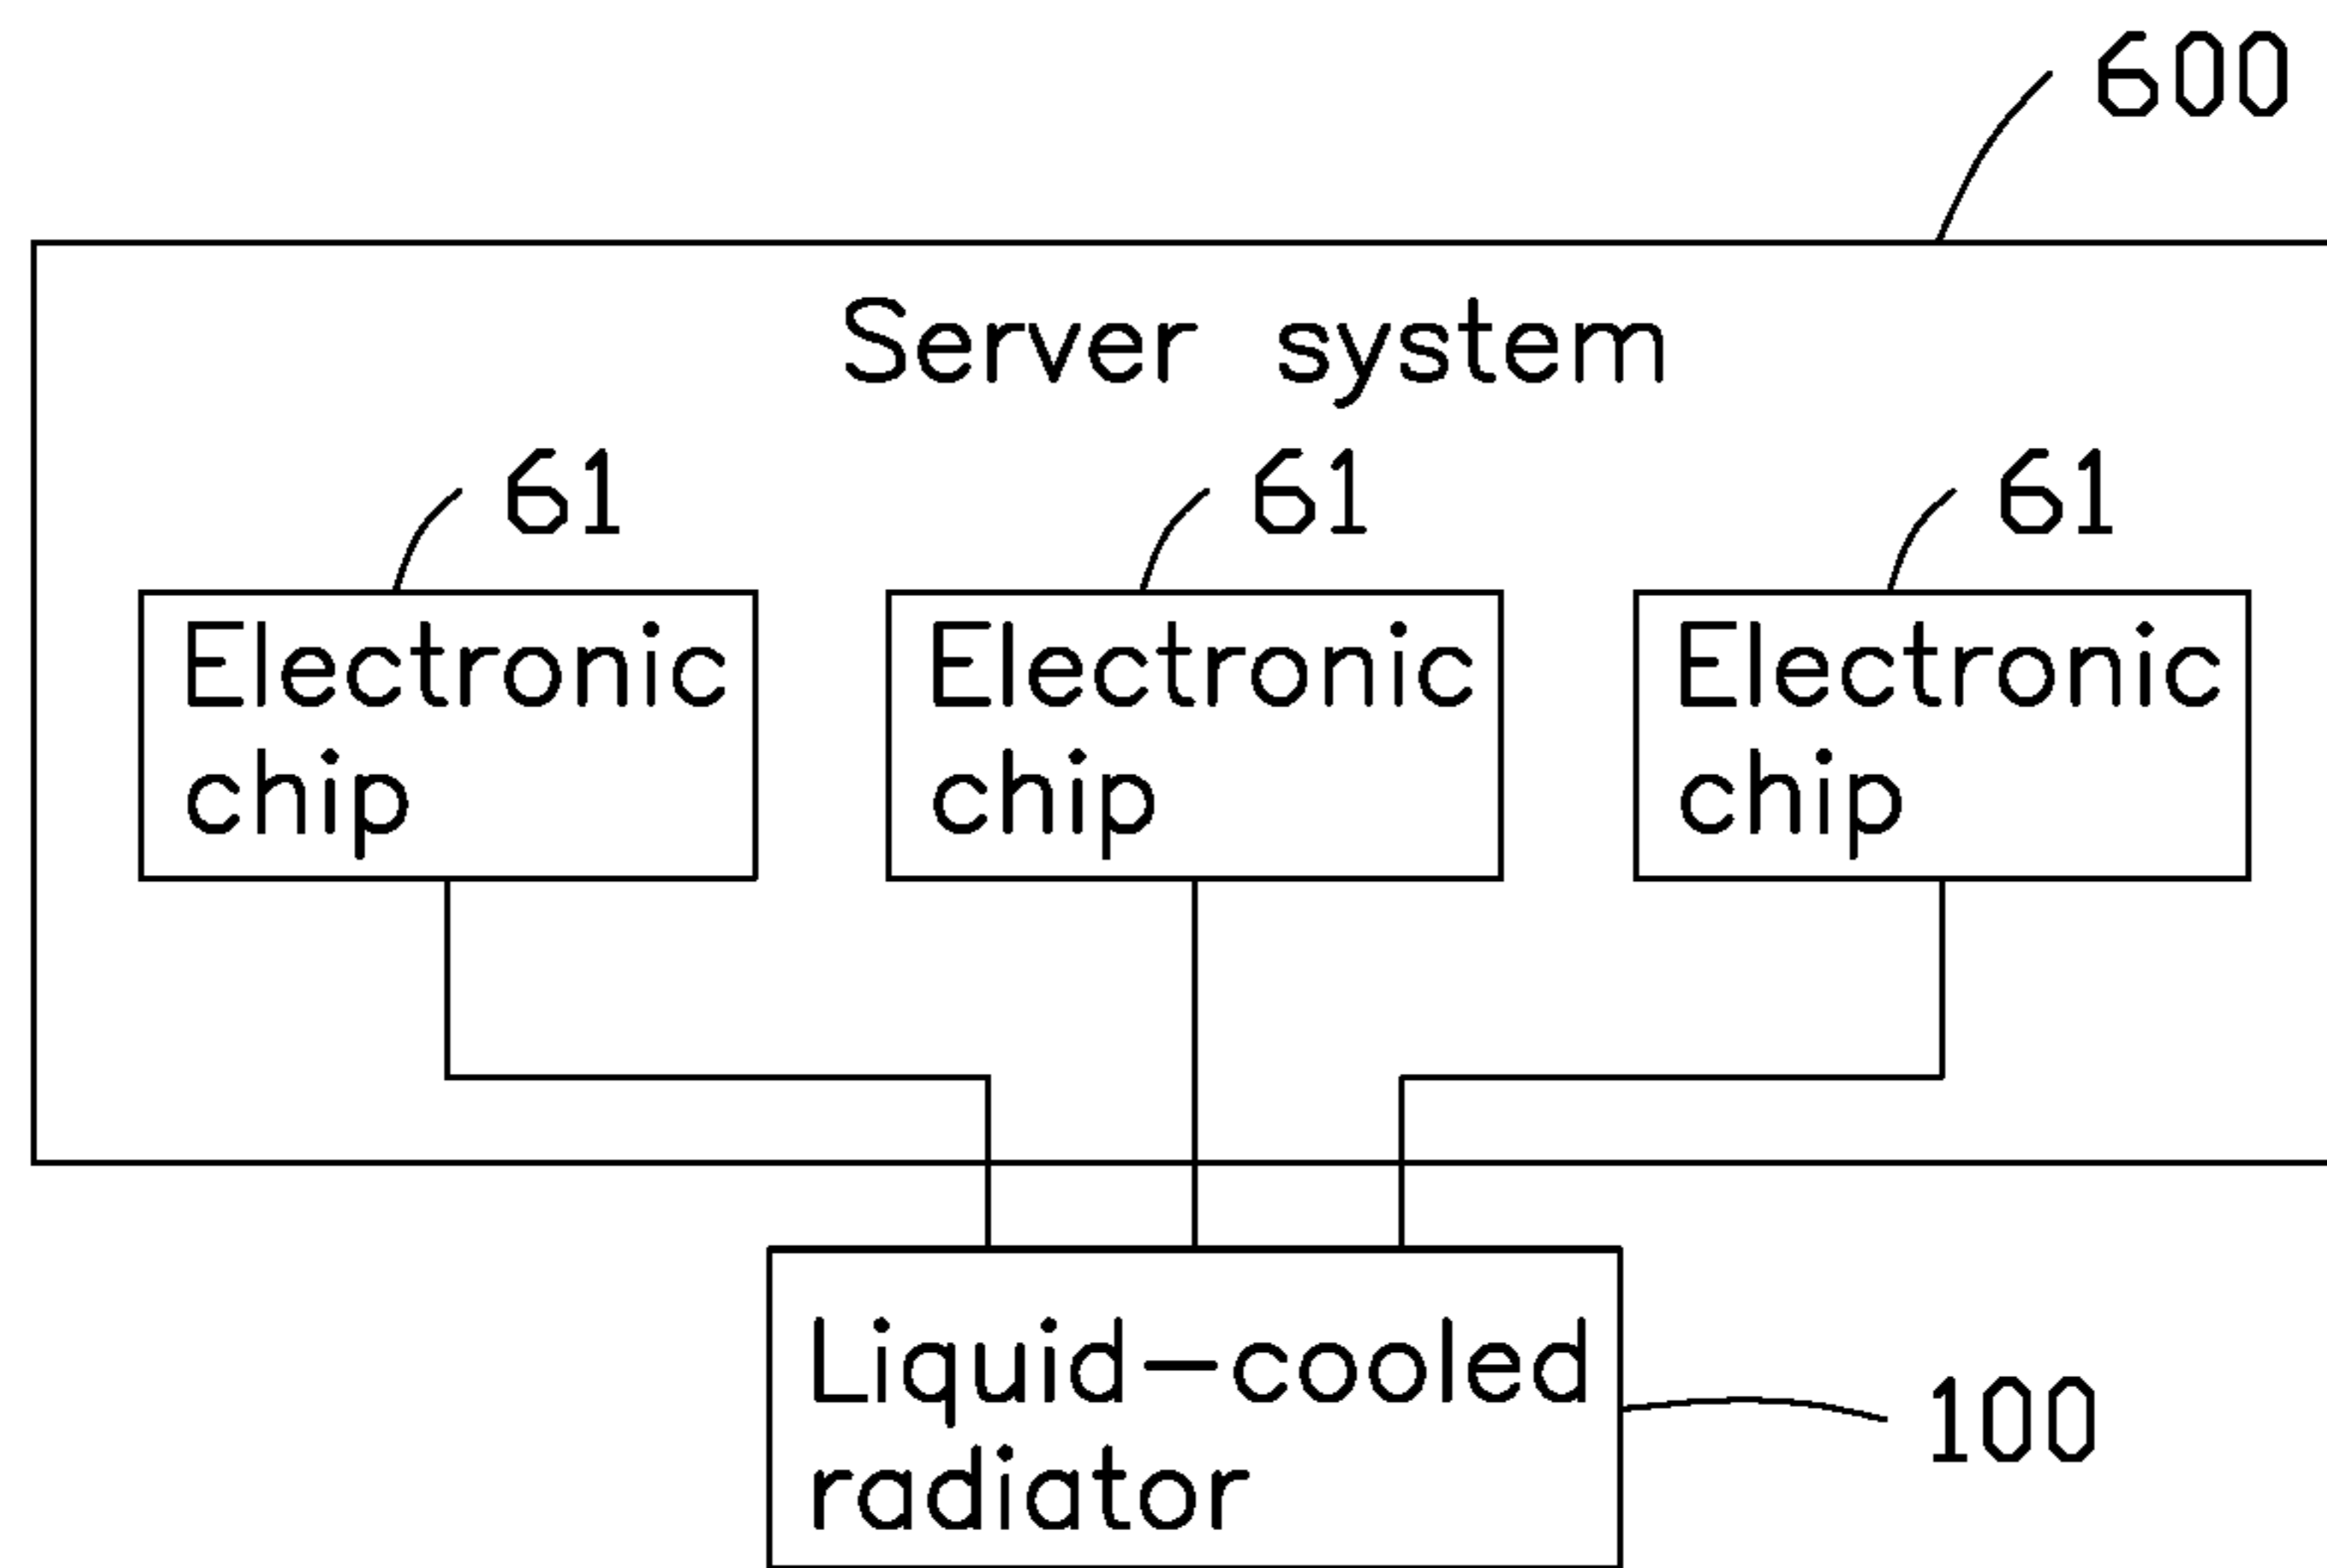 600
Server system
61 61 61
Electronic Electronic Electronic
chip chip chip
Liquid-cooled
radiator
100